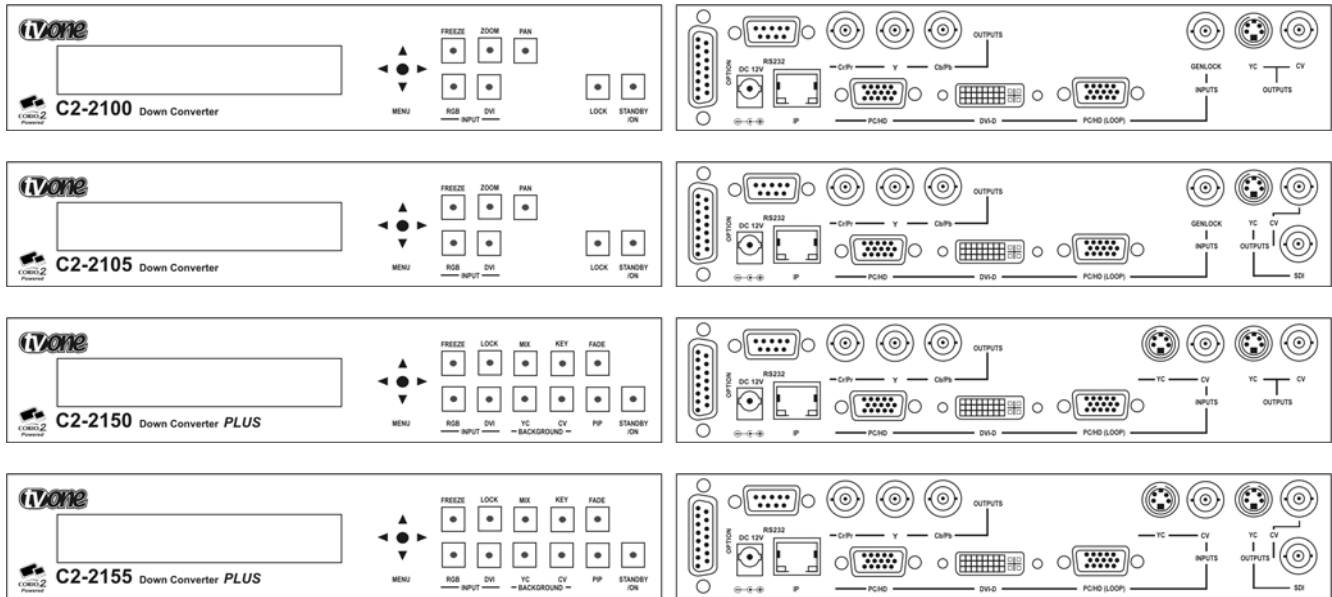 tvone
FREEZE ZOOM PAN
MENU
RGB DVI
INPUT
LOCK STANDBY
/ON
CORIO2
Powered
C2-2100 Down Converter
OPTION
DC 12V
RS232
IP
OUTPUTS
Cr/Pr Y Cb/Pb
PC/HD DVI-D PC/HD (LOOP)
GENLOCK
INPUTS
YC CV
OUTPUTS
tvone
FREEZE ZOOM PAN
MENU
RGB DVI
INPUT
LOCK STANDBY
/ON
CORIO2
Powered
C2-2105 Down Converter
OPTION
DC 12V
RS232
IP
OUTPUTS
Cr/Pr Y Cb/Pb
PC/HD DVI-D PC/HD (LOOP)
GENLOCK
INPUTS
YC CV
OUTPUTS
SDI
tvone
FREEZE LOCK MIX KEY FADE
MENU
RGB DVI YC CV PIP STANDBY
/ON
INPUT BACKGROUND
CORIO2
Powered
C2-2150 Down Converter PLUS
OPTION
DC 12V
RS232
IP
OUTPUTS
Cr/Pr Y Cb/Pb
PC/HD DVI-D PC/HD (LOOP)
YC CV
INPUTS
YC CV
OUTPUTS
tvone
FREEZE LOCK MIX KEY FADE
MENU
RGB DVI YC CV PIP STANDBY
/ON
INPUT BACKGROUND
CORIO2
Powered
C2-2155 Down Converter PLUS
OPTION
DC 12V
RS232
IP
OUTPUTS
Cr/Pr Y Cb/Pb
PC/HD DVI-D PC/HD (LOOP)
YC CV
INPUTS
YC CV
OUTPUTS
SDI